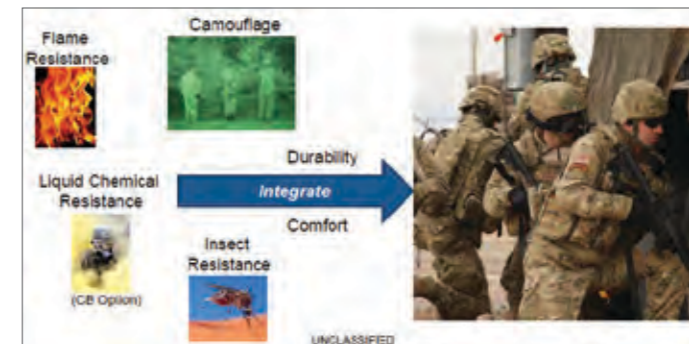 Camouflage
Flame
Resistance
Durability
Liquid Chemical
Resistance
Integrate
Comfort
Insect
Resistance
(CB Option)
UNCLASSIFIED